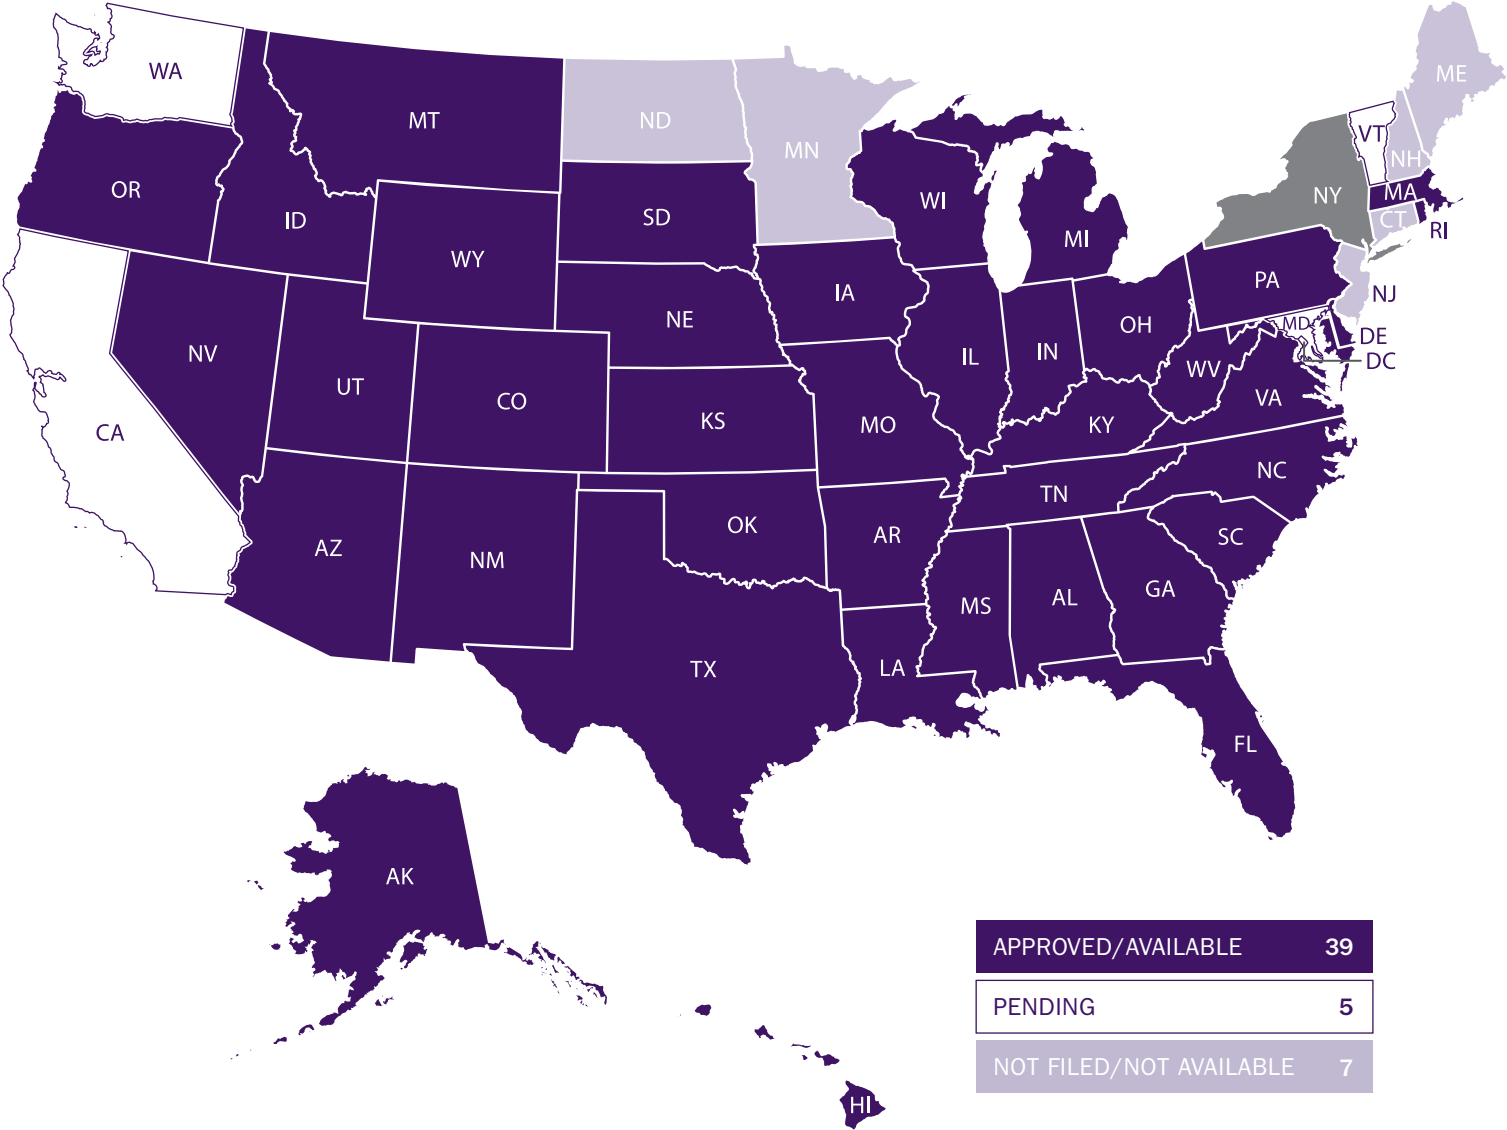 WA
MT
ND
MN
ME
VT
NH
OR
ID
SD
WI
MI
NY
MA
CT
RI
WY
IA
PA
NJ
NV
NE
IL
IN
OH
MD
DE
DC
UT
CO
KS
MO
KY
WV
VA
CA
AZ
NM
OK
AR
TN
NC
SC
TX
LA
MS
AL
GA
FL
AK
HI
APPROVED/AVAILABLE 39
PENDING 5
NOT FILED/NOT AVAILABLE 7